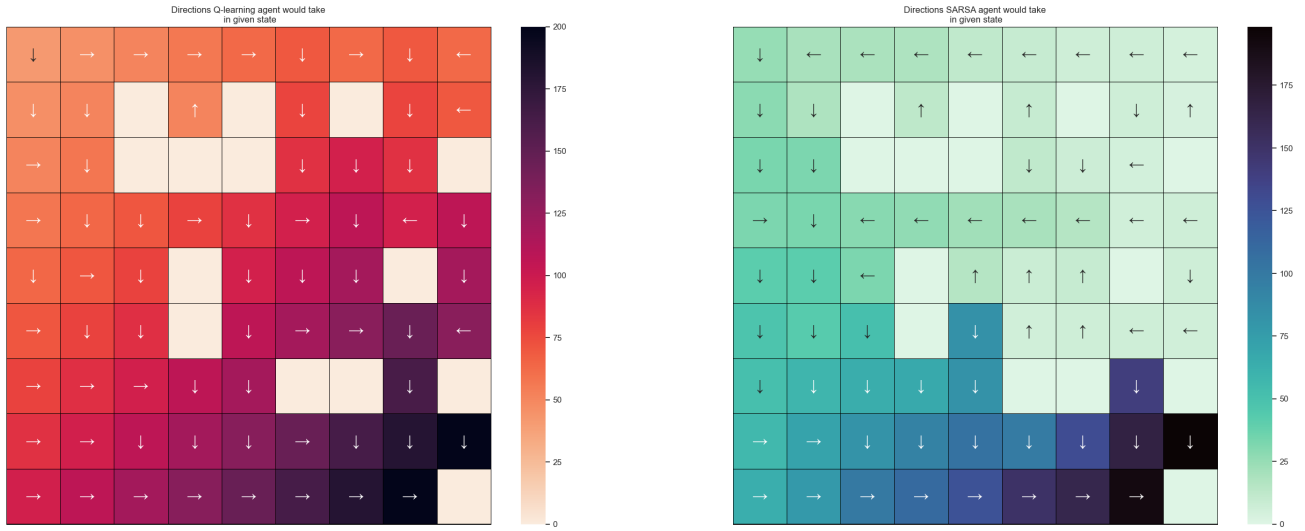 Directions Q-learning agent would take
in given state
↓ → → → → ↓ → ↓ ←
↓ ↓ ↑ ↓ ↓ ←
→ ↓ ↓ ↓ ↓
→ ↓ ↓ → ↓ → ↓ ← ↓
↓ → ↓ ↓ ↓ ↓ ↓
→ ↓ ↓ ↓ → → ↓ ←
→ → → ↓ ↓ ↓
→ → ↓ ↓ ↓ → ↓ ↓ ↓
→ → → → → → → →
200
175
150
125
100
75
50
25
0
Directions SARSA agent would take
in given state
↓ ← ← ← ← ← ← ← ←
↓ ↓ ↑ ↑ ↓ ↑
↓ ↓ ↓ ↓ ←
→ ↓ ← ← ← ← ← ← ←
↓ ↓ ← ↑ ↑ ↑ ↓
↓ ↓ ↓ ↓ ↑ ↑ ← ←
↓ ↓ ↓ ↓ ↓ ↓
→ → ↓ ↓ ↓ ↓ ↓ ↓ ↓
→ → → → → → → →
175
150
125
100
75
50
25
0